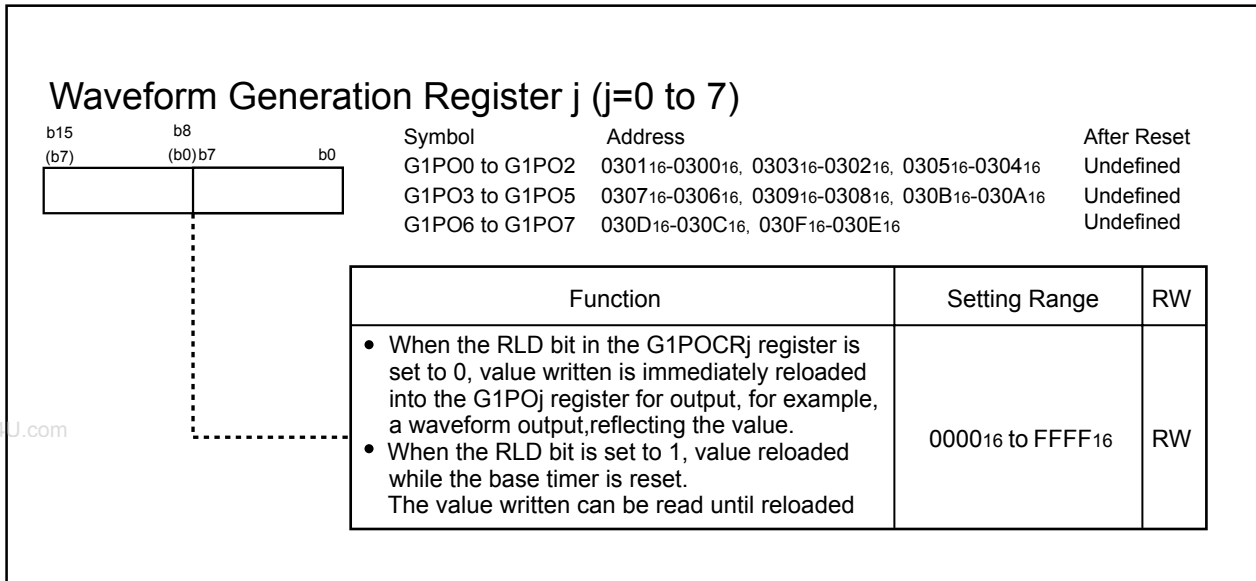 Waveform Generation Register j (j=0 to 7)
b15 b8
(b7) (b0) b7 b0
Symbol Address After Reset
G1PO0 to G1PO2 030116-030016, 030316-030216, 030516-030416 Undefined
G1PO3 to G1PO5 030716-030616, 030916-030816, 030B16-030A16 Undefined
G1PO6 to G1PO7 030D16-030C16, 030F16-030E16 Undefined
Function Setting Range RW
• When the RLD bit in the G1POCRj register is
set to 0, value written is immediately reloaded
into the G1POj register for output, for example,
a waveform output,reflecting the value.
• When the RLD bit is set to 1, value reloaded
while the base timer is reset.
The value written can be read until reloaded
000016 to FFFF16 RW
U.com